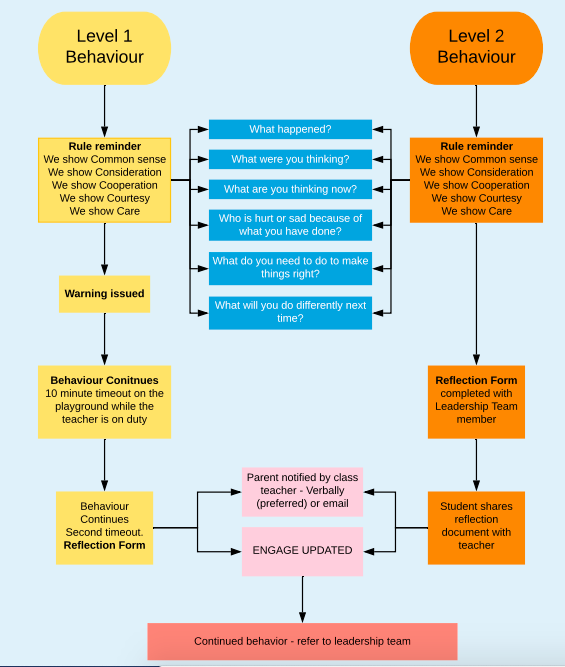 Level 1
Behaviour
Level 2
Behaviour
Rule reminder
We show Common sense
We show Consideration
We show Cooperation
We show Courtesy
We show Care
What happened?
What were you thinking?
What are you thinking now?
Who is hurt or sad because of
what you have done?
What do you need to do to make
things right?
What will you do differently next
time?
Rule reminder
We show Common sense
We show Consideration
We show Cooperation
We show Courtesy
We show Care
Warning issued
Behaviour Conitnues
10 minute timeout on the
playground while the
teacher is on duty
Reflection Form
completed with
Leadership Team
member
Behaviour
Continues
Second timeout.
Reflection Form
Parent notified by class
teacher - Verbally
(preferred) or email
ENGAGE UPDATED
Student shares
reflection
document with
teacher
Continued behavior - refer to leadership team